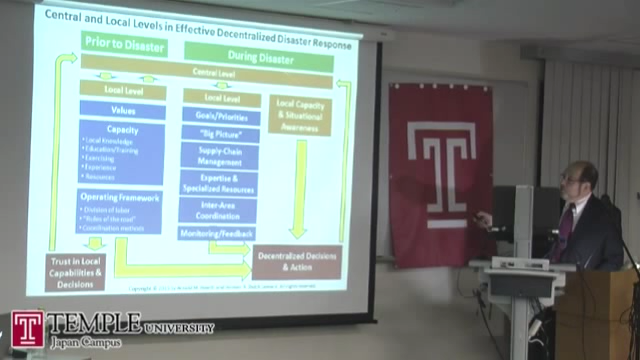 Central and Local Levels in Effective Decentralized Disaster Response
Prior to Disaster
During Disaster
Central Level
Local Level
Values
Capacity
• Local Knowledge
• Education/Training
• Exercising
• Experience
• Resources
Operating Framework
• Division of labor
• "Rules of the road"
• Coordination methods
Trust in Local
Capabilities &
Decisions
Local Level
Goals/Priorities
"Big Picture"
Supply-Chain
Management
Expertise &
Specialized Resources
Inter-Area
Coordination
Monitoring/Feedback
Local Capacity
& Situational
Awareness
Decentralized Decisions
& Action
TEMPLE UNIVERSITY
Japan Campus